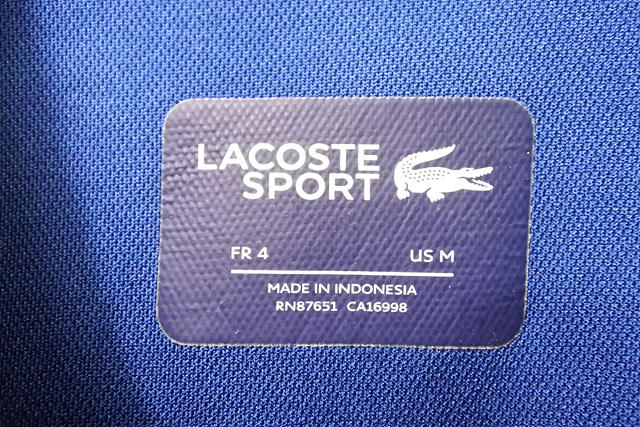 LACOSTE
SPORT
FR 4 US M
MADE IN INDONESIA
RN87651 CA16998